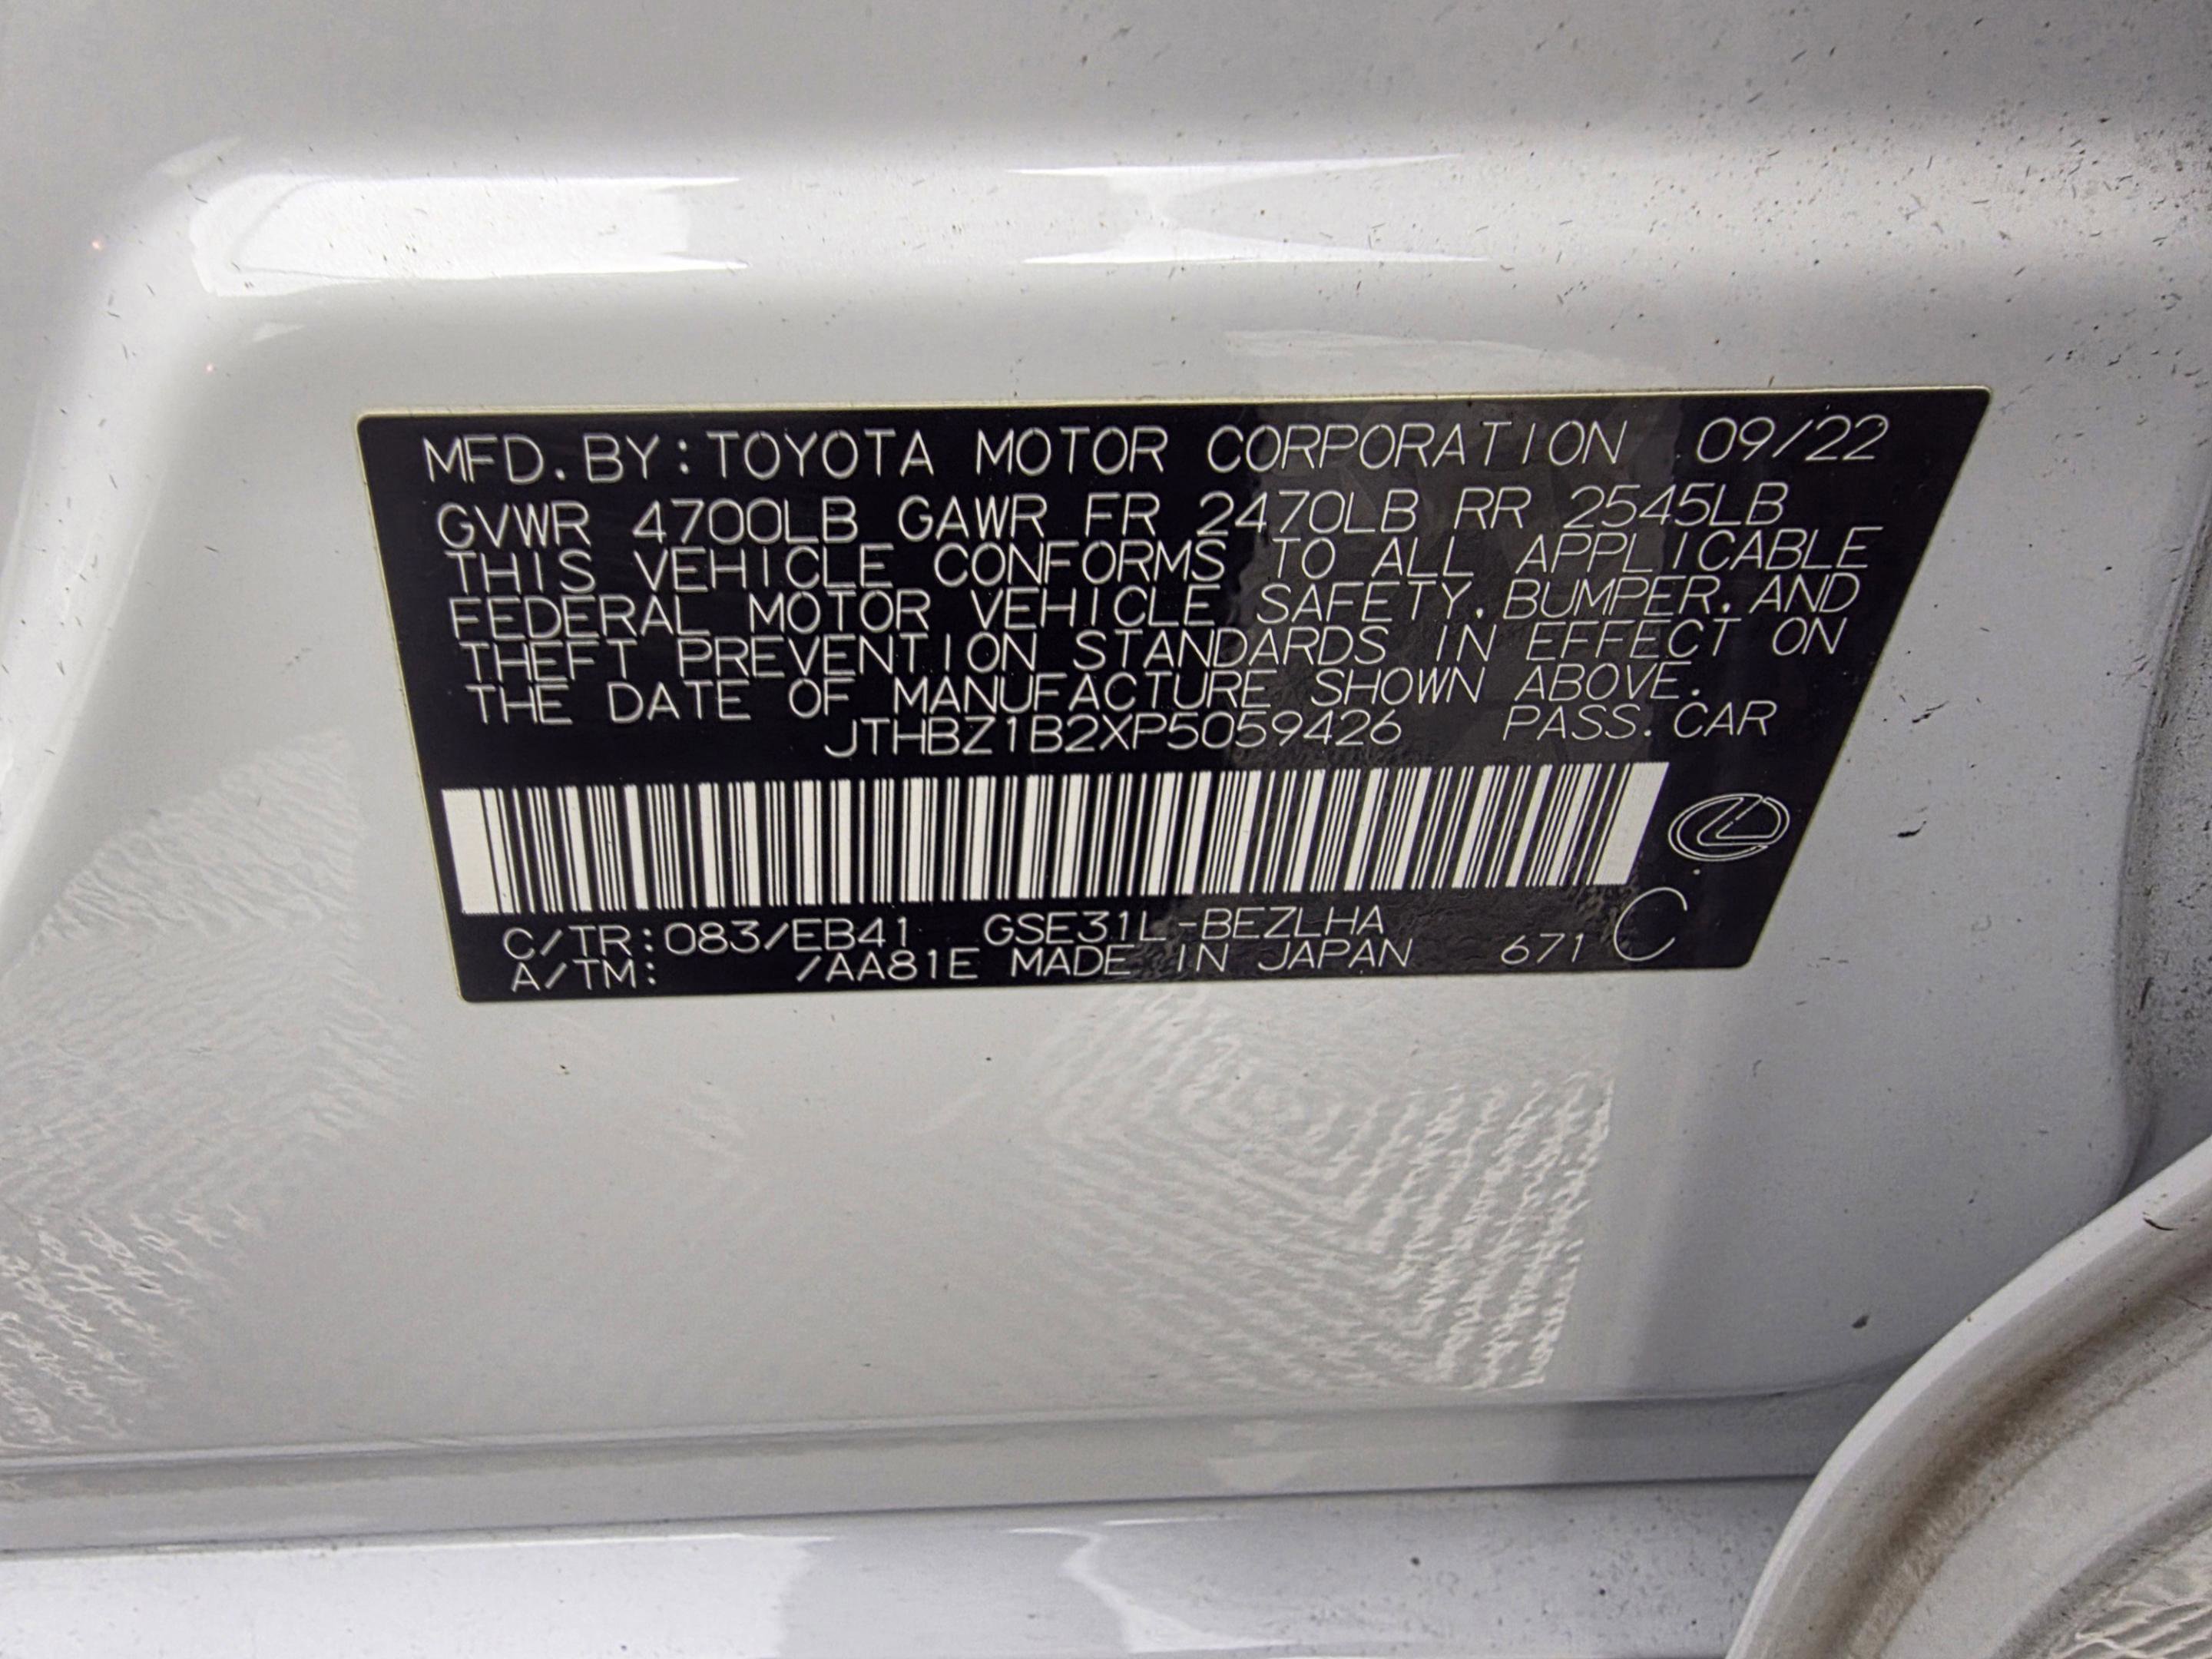 MFD.BY:TOYOTA MOTOR CORPORATION 09/22
GVWR 4700LB GAWR FR 2470LB RR 2545LB
THIS VEHICLE CONFORMS TO ALL APPLICABLE
FEDERAL MOTOR VEHICLE SAFETY,BUMPER,AND
THEFT PREVENTION STANDARDS IN EFFECT ON
THE DATE OF MANUFACTURE SHOWN ABOVE.
JTHBZ1B2XP5059426 PASS.CAR
C/TR:083/EB41 GSE31L-BEZLHA
A/TM: /AA81E MADE IN JAPAN 671 C